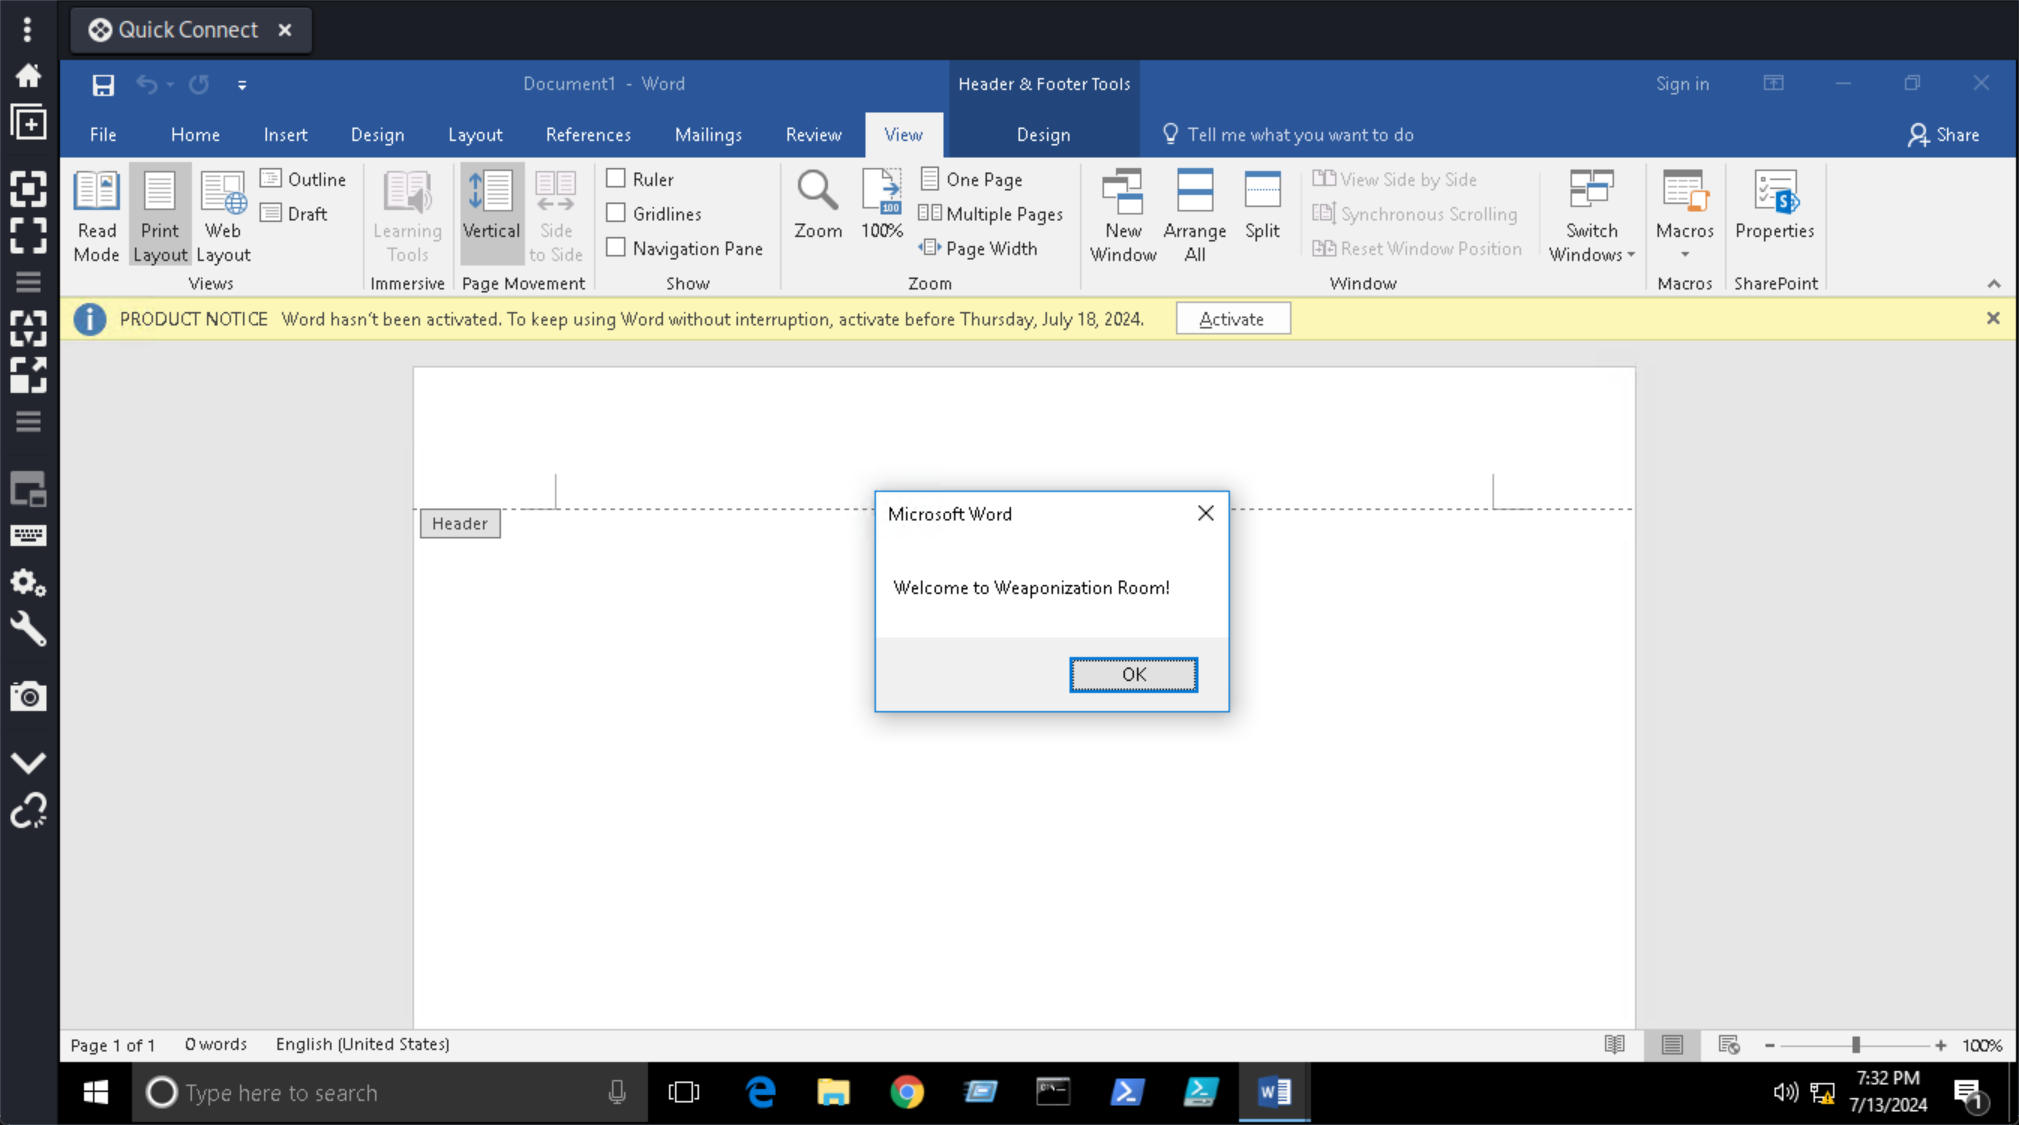 Quick Connect
Document1 - Word
Header & Footer Tools
Sign in
File
Home
Insert
Design
Layout
References
Mailings
Review
View
Design
Tell me what you want to do
Share
Read Mode
Print Layout
Web Layout
Outline
Draft
Views
Learning Tools
Immersive
Vertical
Side to Side
Page Movement
Ruler
Gridlines
Navigation Pane
Show
Zoom
100
100%
One Page
Multiple Pages
Page Width
Zoom
New Window
Arrange All
Split
View Side by Side
Synchronous Scrolling
Reset Window Position
Window
Switch Windows
Macros
Macros
Properties
SharePoint
PRODUCT NOTICE Word hasn't been activated. To keep using Word without interruption, activate before Thursday, July 18, 2024.
Activate
Header
Microsoft Word
Welcome to Weaponization Room!
OK
Page 1 of 1
0 words
English (United States)
100%
Type here to search
7:32 PM
7/13/2024
1